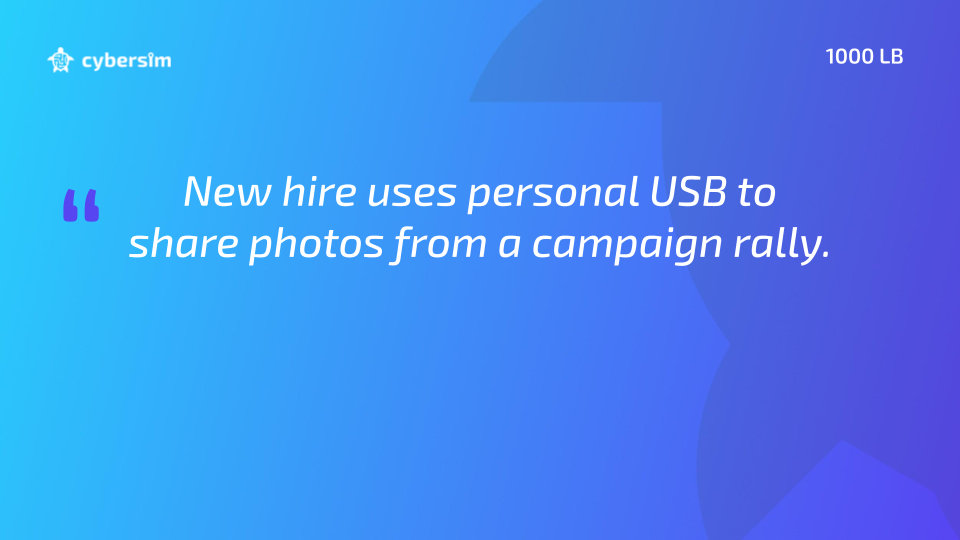 cybersim
1000 LB
“
New hire uses personal USB to
share photos from a campaign rally.